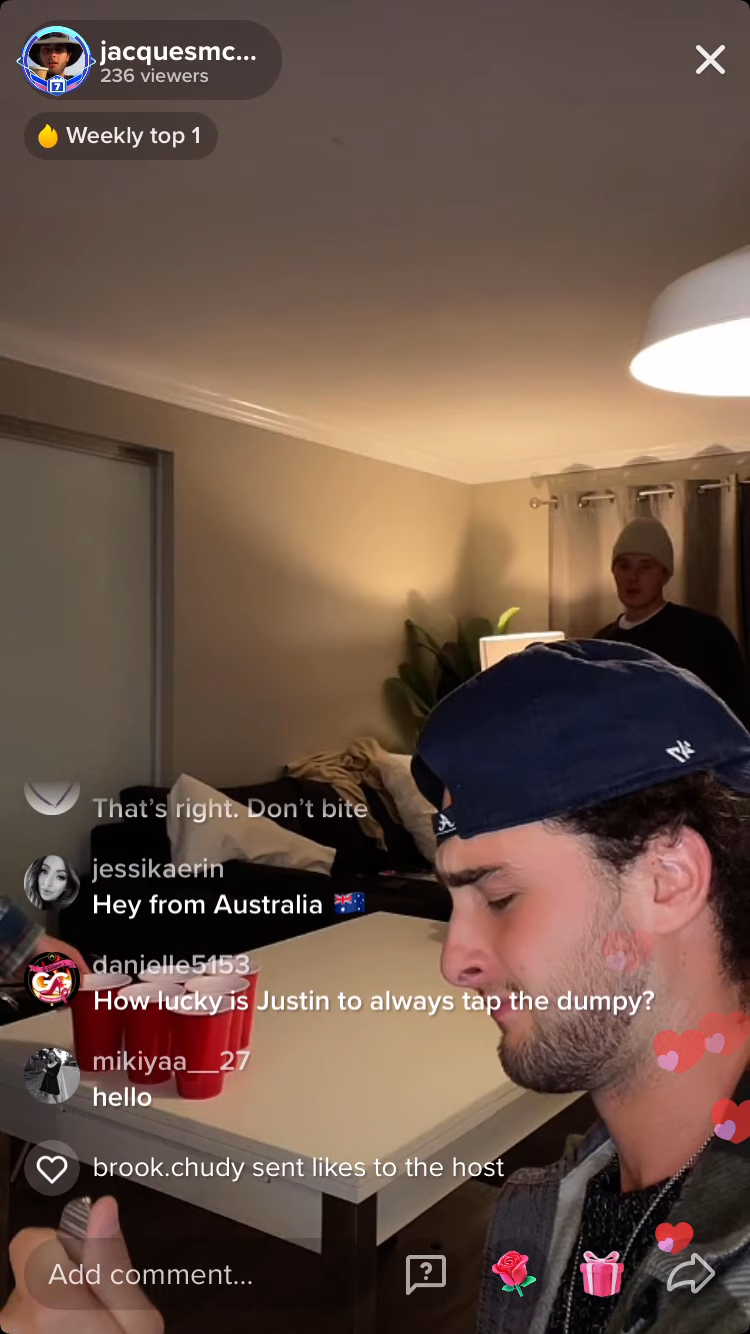 jacquesmc...
236 viewers
🔥 Weekly top 1
That's right. Don't bite
jessikaerin
Hey from Australia 🇦🇺
danielle5153
How lucky is Justin to always tap the dumpy?
mikiyaa__27
hello
brook.chudy sent likes to the host
Add comment...